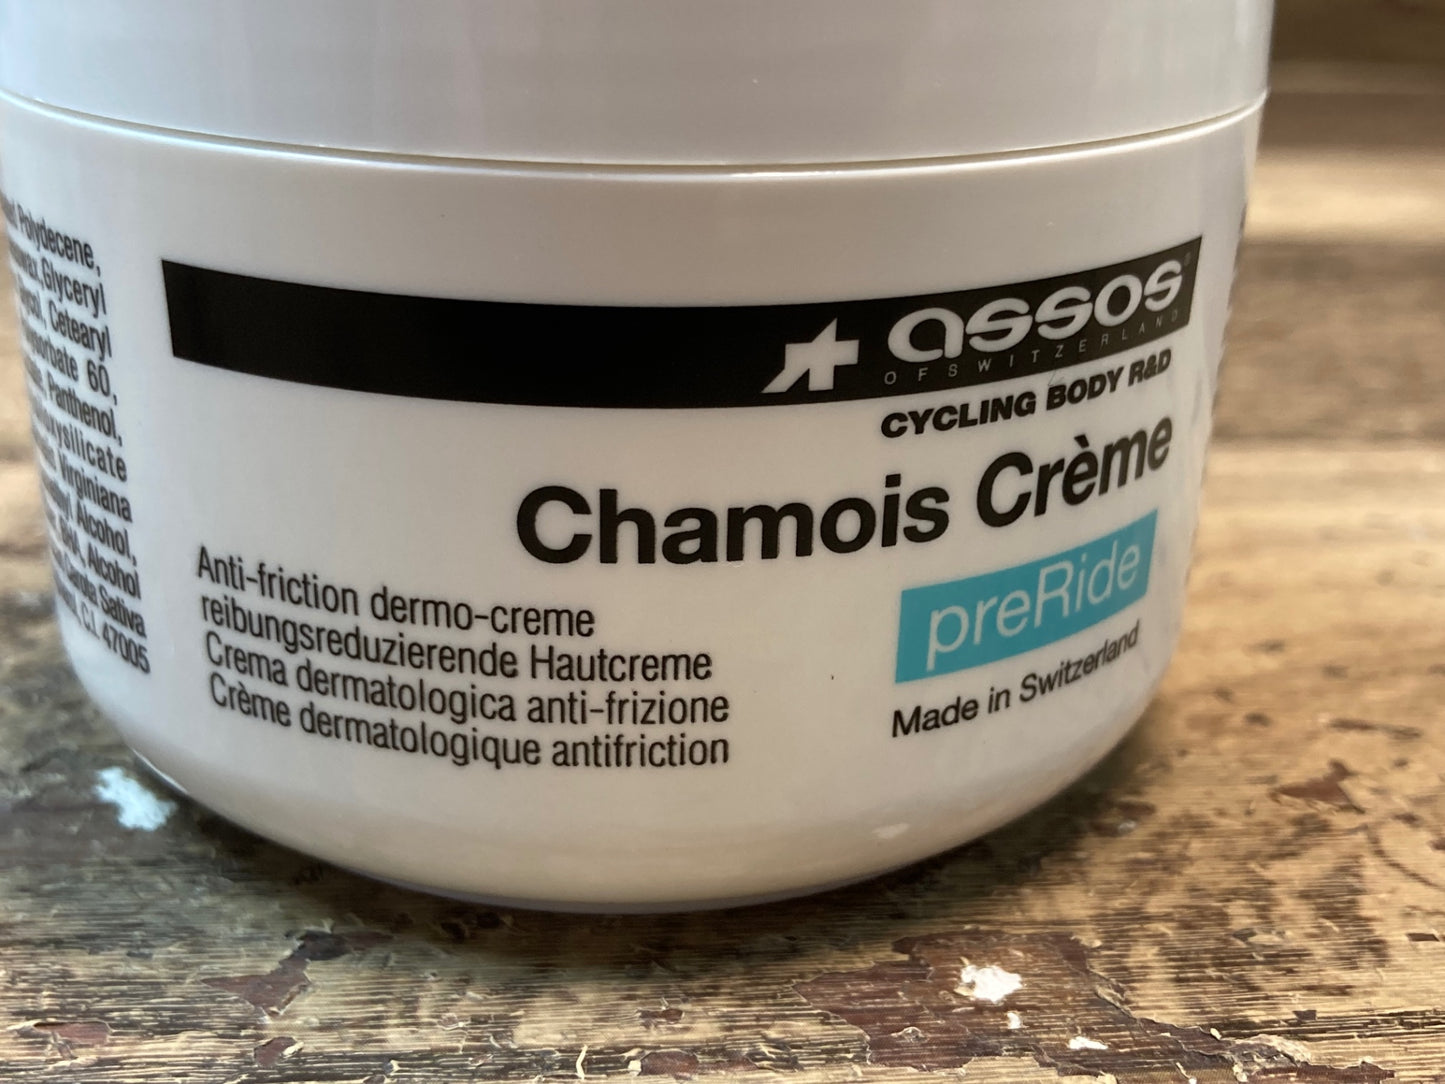 Polydecene,
Glyceryl
Cetearyl
60,
Panthenol,
Virginiana
Alcohol,
Alcohol
Sativa
C.I. 47005
assos
OF SWITZERLAND
CYCLING BODY R&D
Chamois Crème
preRide
Made in Switzerland
Anti-friction dermo-creme
reibungsreduzierende Hautcreme
Crema dermatologica anti-frizione
Crème dermatologique antifriction